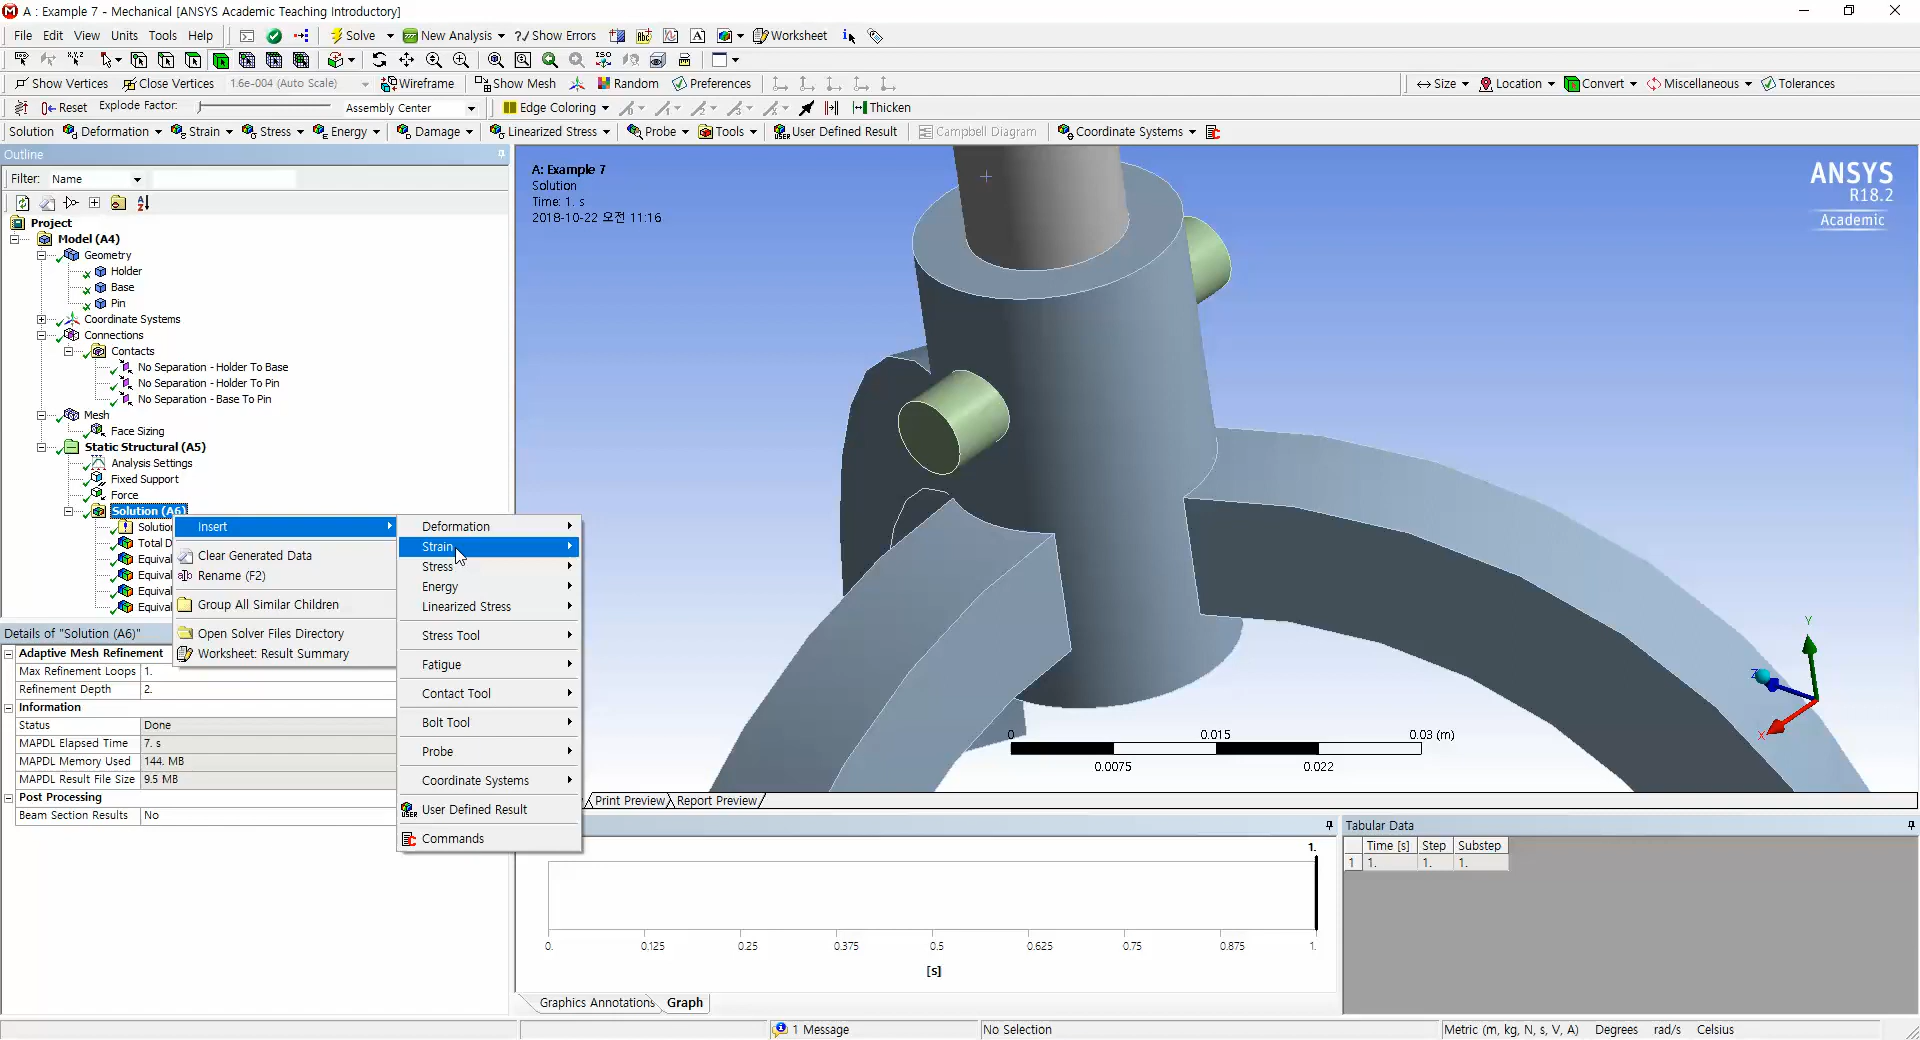 A : Example 7 - Mechanical [ANSYS Academic Teaching Introductory]
File Edit View Units Tools Help Solve New Analysis ?/ Show Errors Worksheet
Show Vertices Close Vertices 1.6e-004 (Auto Scale) Wireframe Show Mesh Random Preferences Size Location Convert Miscellaneous Tolerances
Reset Explode Factor: Assembly Center Edge Coloring Thicken
Solution Deformation Strain Stress Energy Damage Linearized Stress Probe Tools User Defined Result Campbell Diagram Coordinate Systems
Outline
Filter: Name
Project
Model (A4)
Geometry
Holder
Base
Pin
Coordinate Systems
Connections
Contacts
No Separation - Holder To Base
No Separation - Holder To Pin
No Separation - Base To Pin
Mesh
Face Sizing
Static Structural (A5)
Analysis Settings
Fixed Support
Force
Solution (A6)
Solutio
Total D
Equival
Equival
Equival
Equival
Insert
Clear Generated Data
Rename (F2)
Group All Similar Children
Open Solver Files Directory
Worksheet: Result Summary
Deformation
Strain
Stress
Energy
Linearized Stress
Stress Tool
Fatigue
Contact Tool
Bolt Tool
Probe
Coordinate Systems
User Defined Result
Commands
Details of "Solution (A6)"
Adaptive Mesh Refinement
Max Refinement Loops 1.
Refinement Depth 2.
Information
Status Done
MAPDL Elapsed Time 7. s
MAPDL Memory Used 144. MB
MAPDL Result File Size 9.5 MB
Post Processing
Beam Section Results No
A: Example 7
Solution
Time: 1. s
2018-10-22 오전 11:16
ANSYS
R18.2
Academic
Y
Z
X
0 0.015 0.03 (m)
0.0075 0.022
Print Preview Report Preview
1.
0. 0.125 0.25 0.375 0.5 0.625 0.75 0.875 1.
[s]
Graphics Annotations Graph
Tabular Data
Time [s] Step Substep
1 1. 1. 1.
1 Message No Selection Metric (m, kg, N, s, V, A) Degrees rad/s Celsius